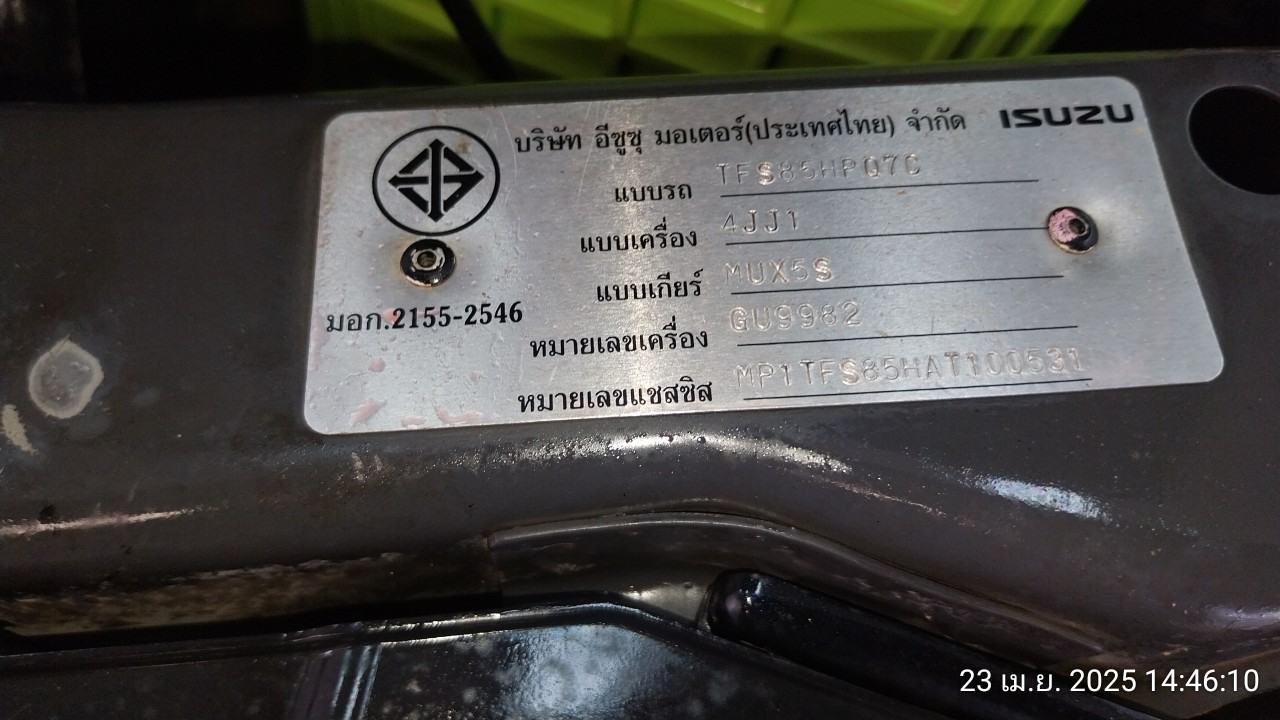 บริษัท อีซูซุ มอเตอร์(ประเทศไทย) จำกัด ISUZU
แบบรถ TFS85HPQ7C
แบบเครื่อง 4JJ1
แบบเกียร์ MUX5S
หมายเลขเครื่อง GU9982
หมายเลขแชสซิส MP1TFS85HAT100531
มอก.2155-2546
23 เม.ย. 2025 14:46:10